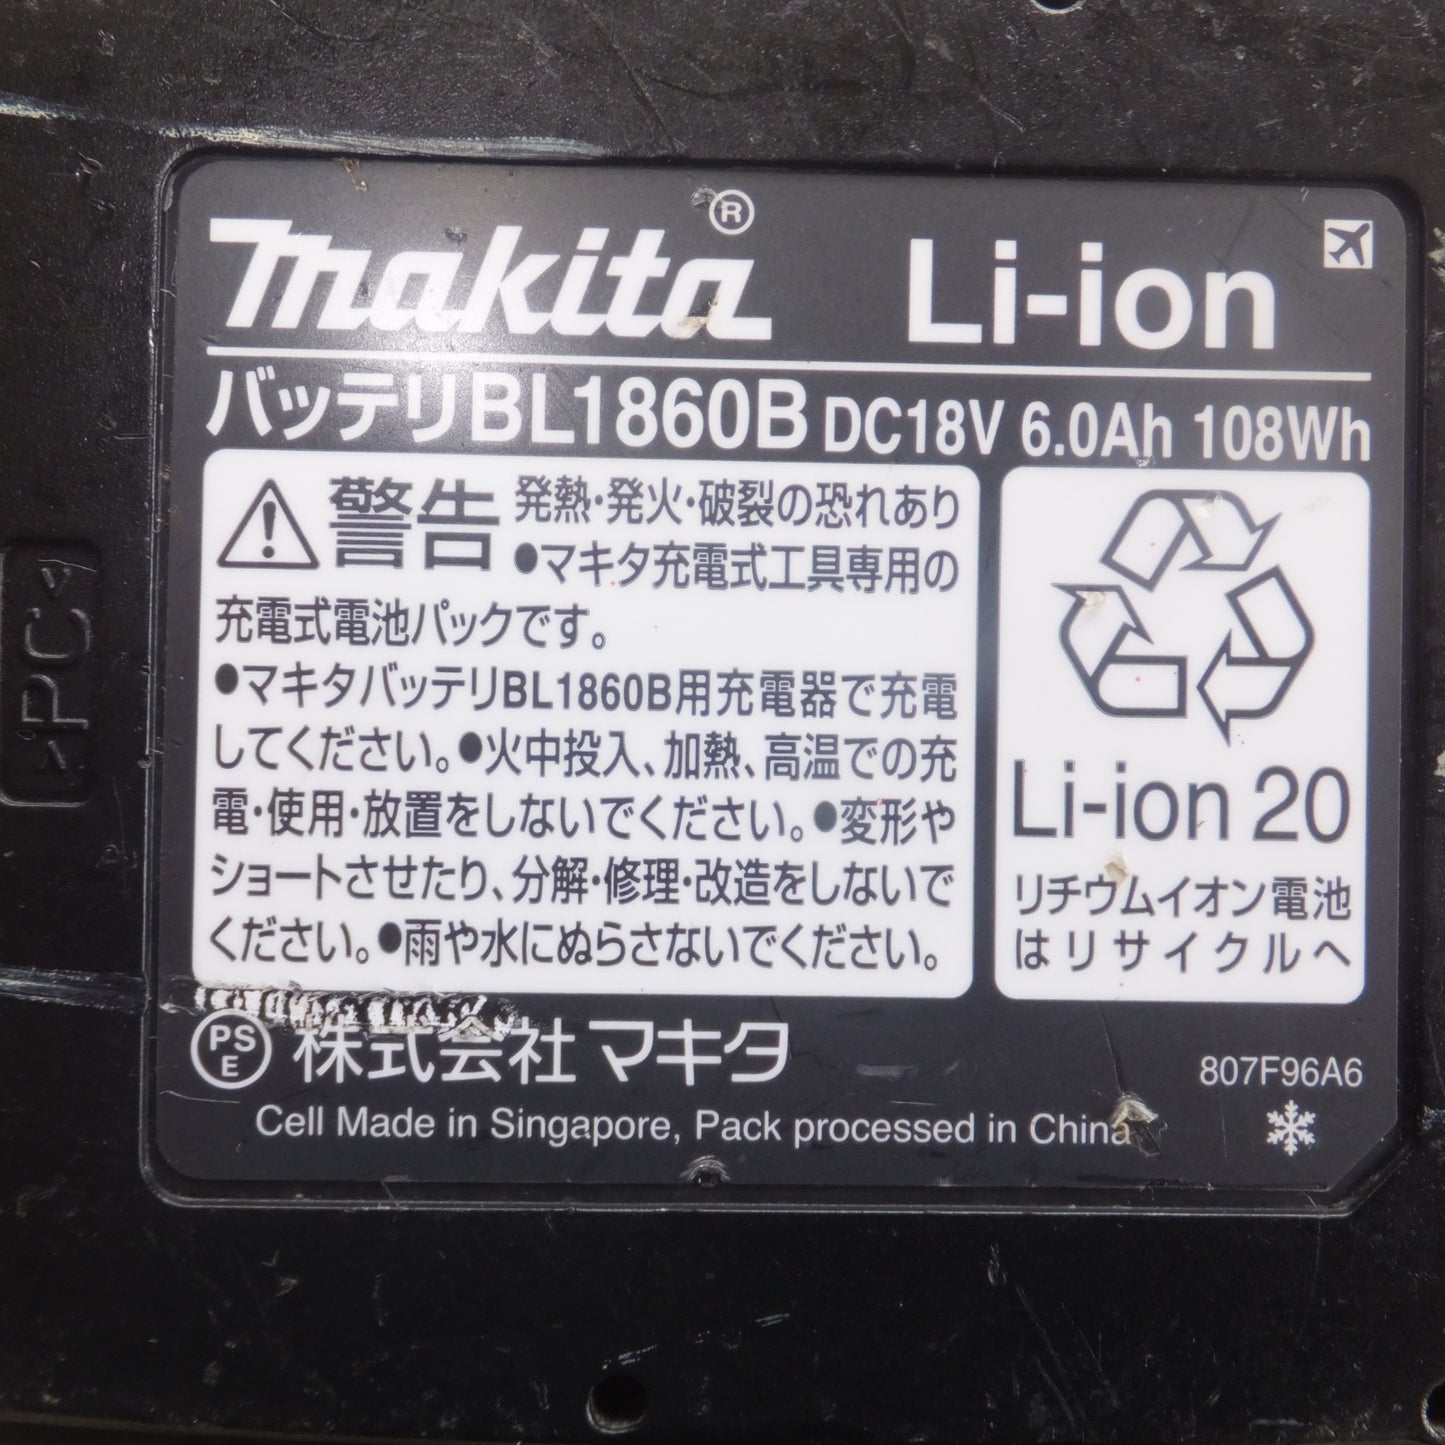 makita®
Li-ion
バッテリBL1860B DC18V 6.0Ah 108Wh
警告 発熱・発火・破裂の恐れあり
●マキタ充電式工具専用の
充電式電池パックです。
●マキタバッテリBL1860B用充電器で充電
してください。●火中投入、加熱、高温での充
電・使用・放置をしないでください。●変形や
ショートさせたり、分解・修理・改造をしないで
ください。●雨や水にぬらさないでください。
Li-ion 20
リチウムイオン電池
はリサイクルへ
PS
E
株式会社マキタ
807F96A6
Cell Made in Singapore, Pack processed in China
>PC<